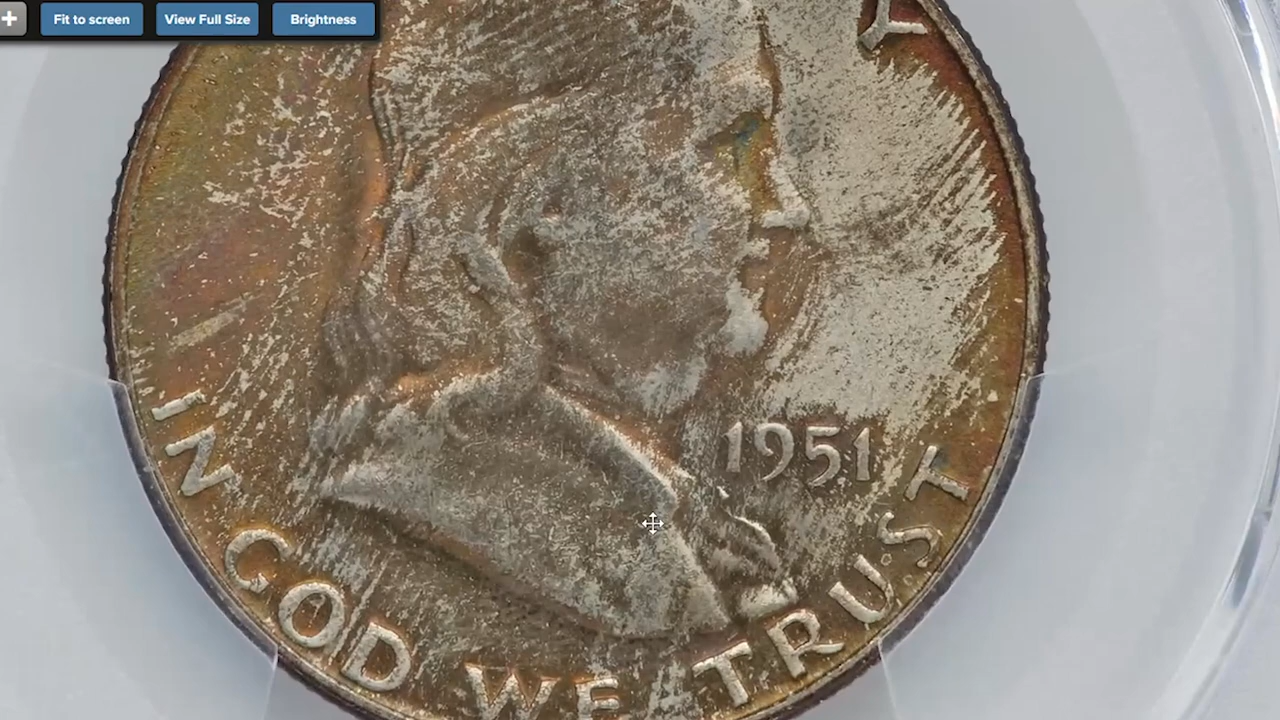 Fit to screen
View Full Size
Brightness
Y
1951
IN GOD WE TRUST